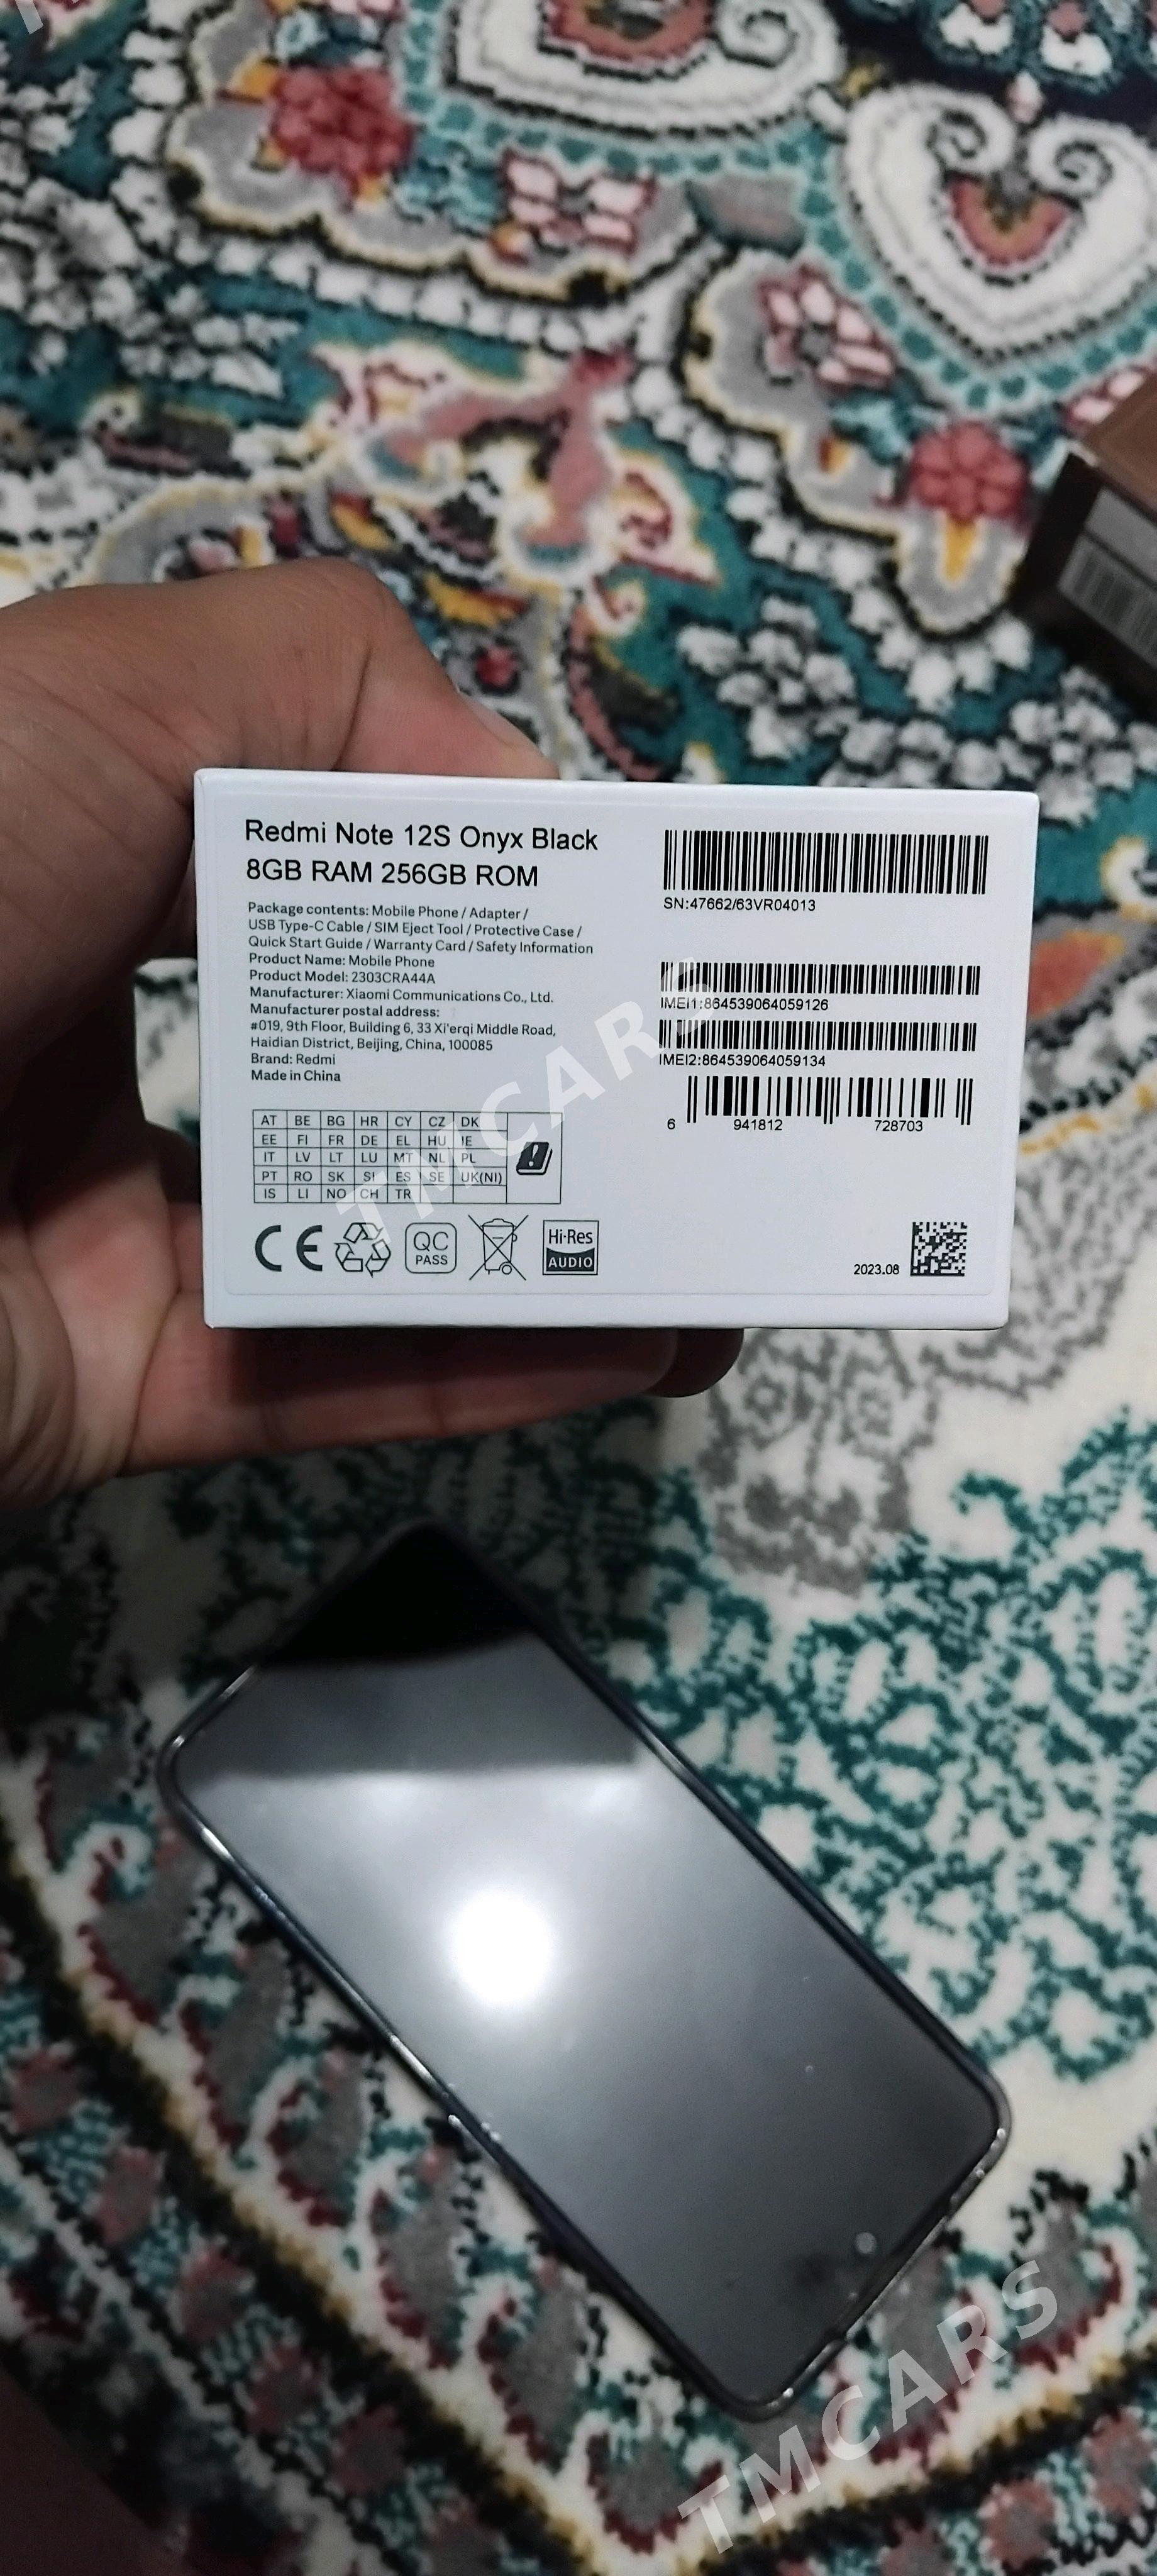 Redmi Note 12S Onyx Black
8GB RAM 256GB ROM
Package contents: Mobile Phone / Adapter /
USB Type-C Cable / SIM Eject Tool / Protective Case /
Quick Start Guide / Warranty Card / Safety Information
Product Name: Mobile Phone
Product Model: 2303CRA44A
Manufacturer: Xiaomi Communications Co., Ltd.
Manufacturer postal address:
#019, 9th Floor, Building 6, 33 Xi'erqi Middle Road,
Haidian District, Beijing, China, 100085
Brand: Redmi
Made in China
AT BE BG HR CY CZ DK
EE FI FR DE EL HU IE
IT LV LT LU MT NL PL
PT RO SK SI ES SE UK(NI)
IS LI NO CH TR
CE
QC
PASS
Hi-Res
AUDIO
SN:47662/63VR04013
IMEI1:864539064059126
IMEI2:864539064059134
6 941812 728703
2023.08
TMCARS
TMCARS